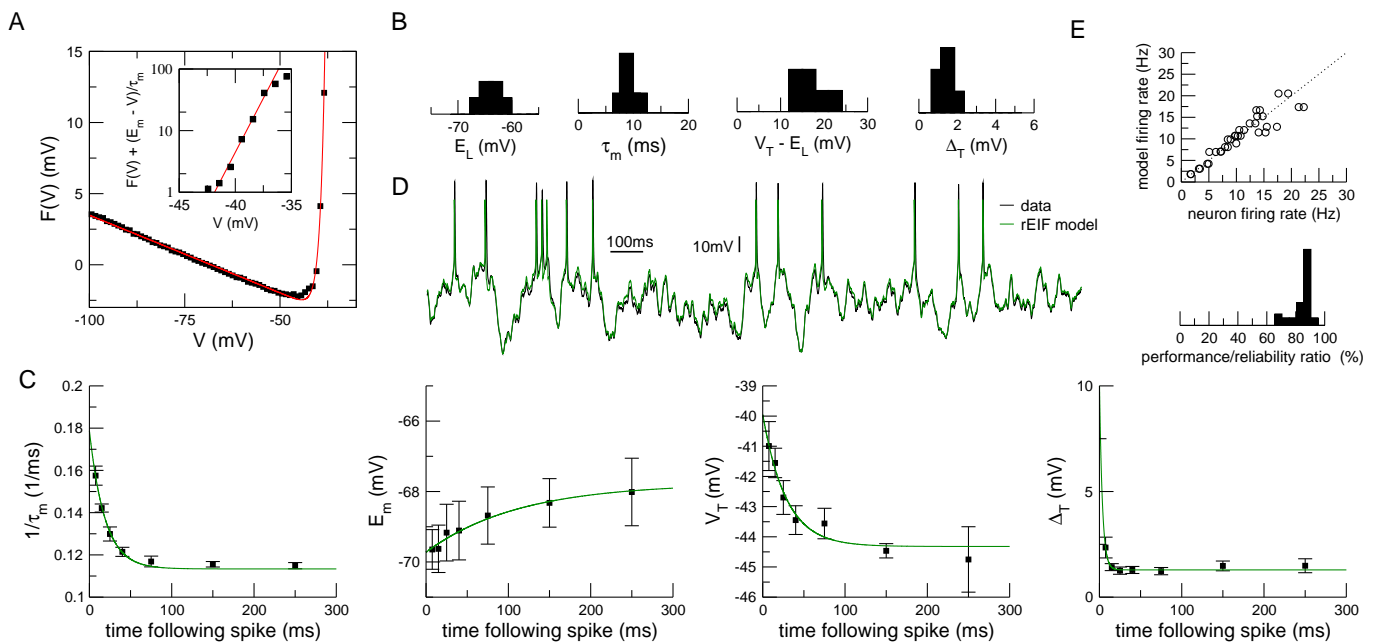 A
15
10
5
0
F(V) (mV)
-100
-75
-50
V (mV)
100
10
1
F(V) + (E_m - V)/τ_m
-45
-40
-35
V (mV)
B
-70
-60
E_L (mV)
0
10
20
τ_m (ms)
0
10
20
30
V_T - E_L (mV)
0
2
4
6
Δ_T (mV)
E
30
25
20
15
10
5
0
model firing rate (Hz)
0
5
10
15
20
25
30
neuron firing rate (Hz)
0
20
40
60
80
100
performance/reliability ratio (%)
D
100ms
10mV
data
rEIF model
C
0.2
0.18
0.16
0.14
0.12
0.1
1/τ_m (1/ms)
0
100
200
300
time following spike (ms)
-66
-68
-70
E_m (mV)
0
100
200
300
time following spike (ms)
-39
-40
-41
-42
-43
-44
-45
-46
V_T (mV)
0
100
200
300
time following spike (ms)
10
5
0
Δ_T (mV)
0
100
200
300
time following spike (ms)